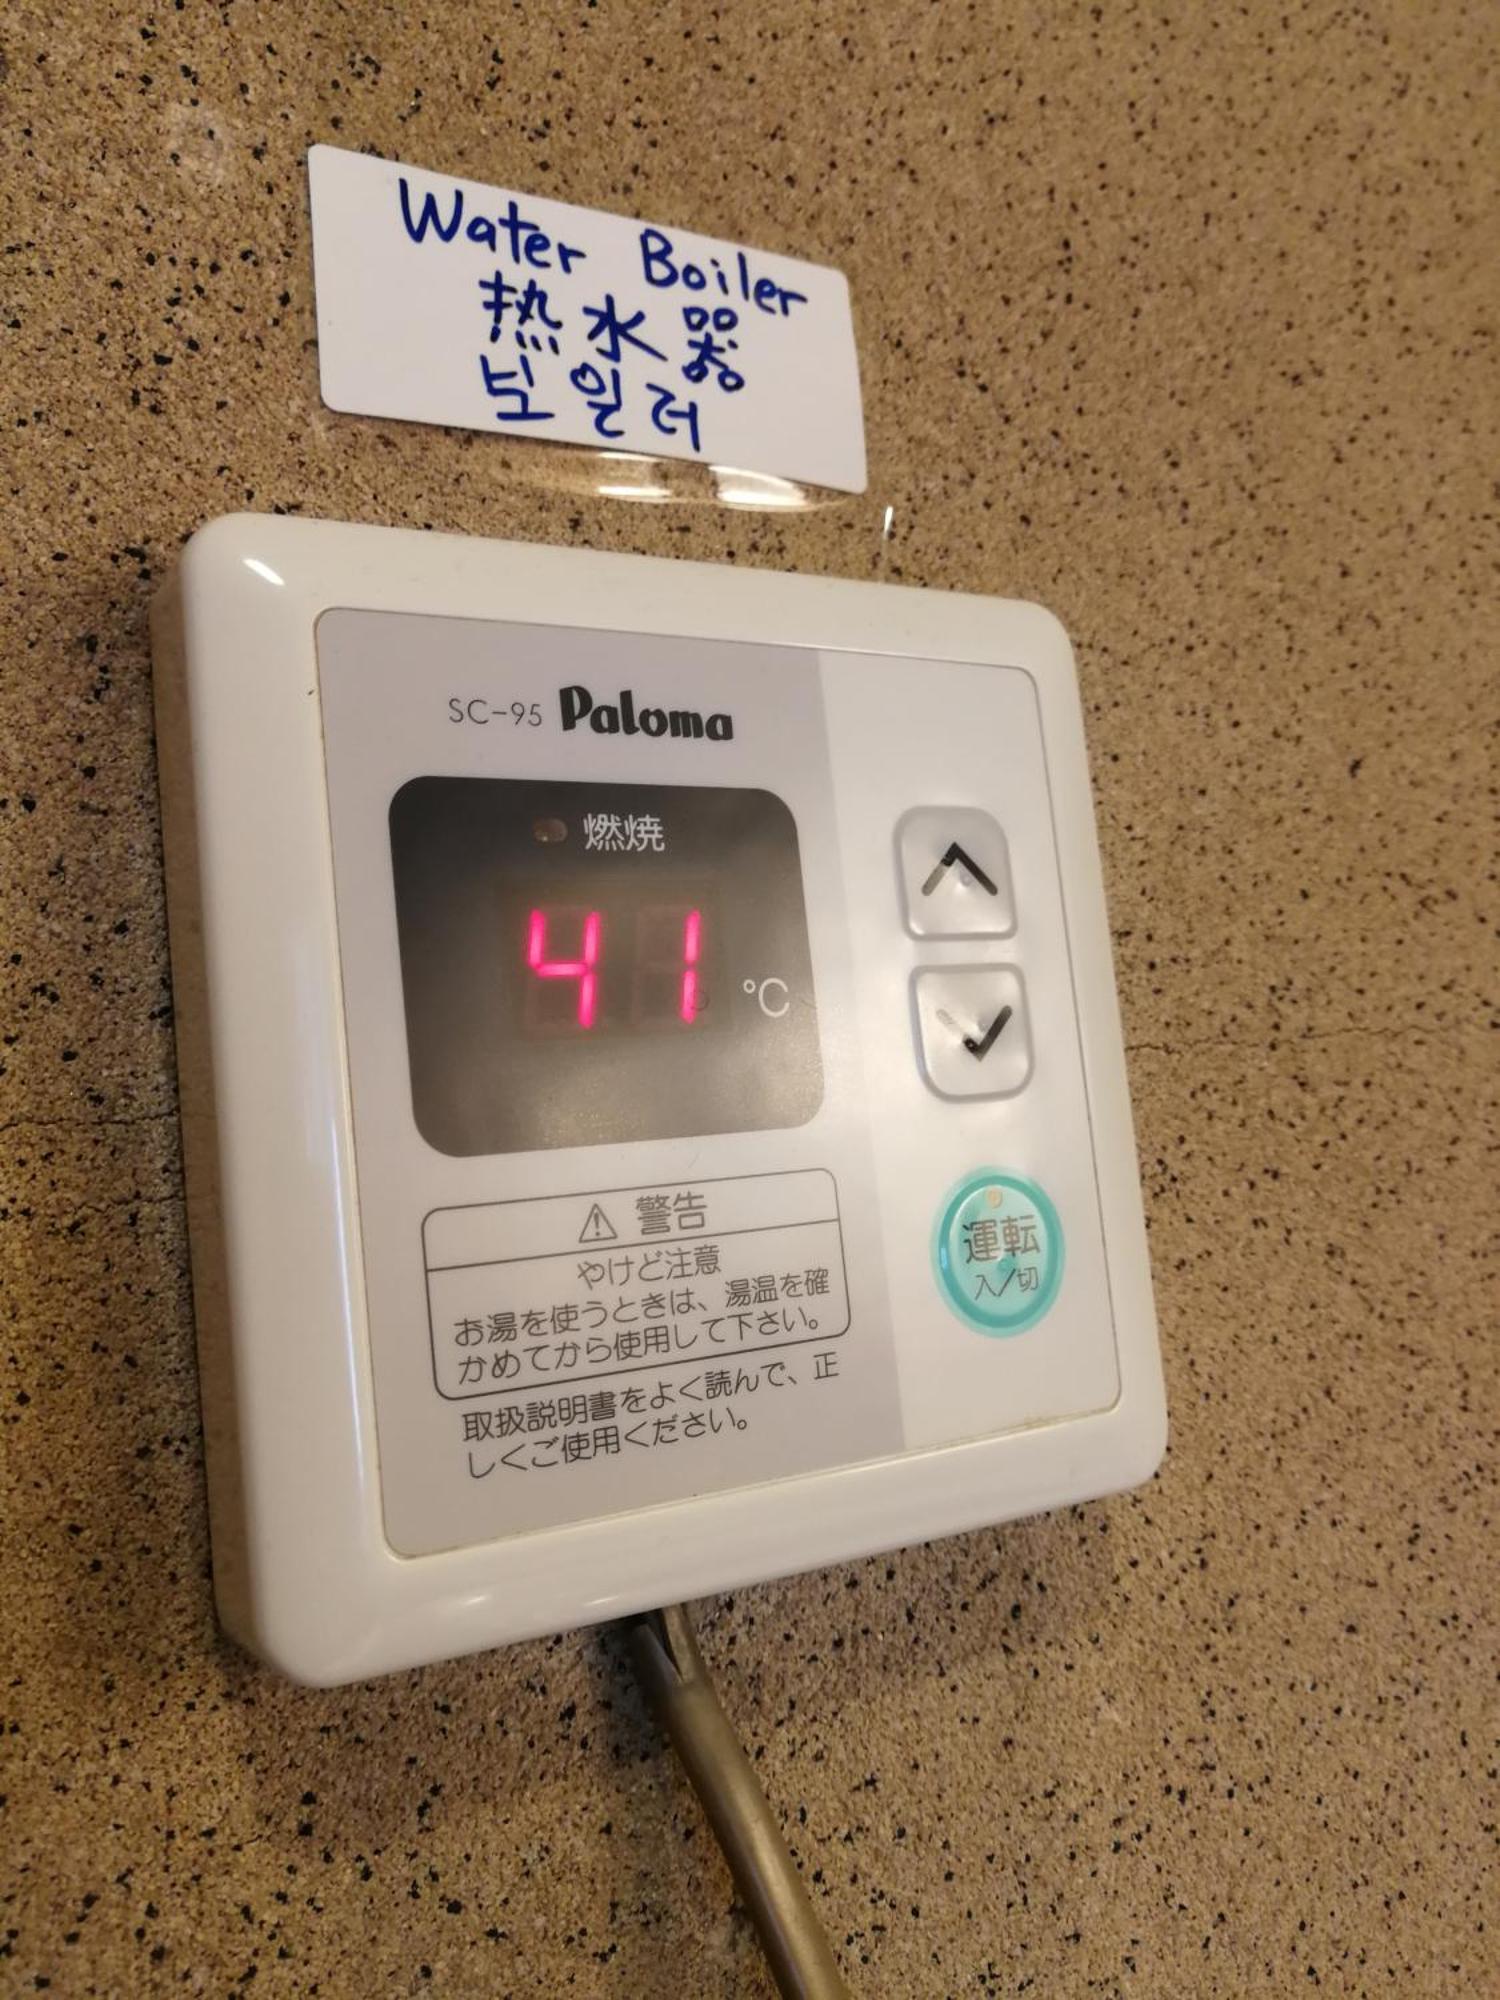 Water Boiler
热水器
보일러
SC-95 Paloma
燃焼
41 °C
警告
やけど注意
お湯を使うときは、湯温を確
かめてから使用して下さい。
取扱説明書をよく読んで、正
しくご使用ください。
運転
入/切